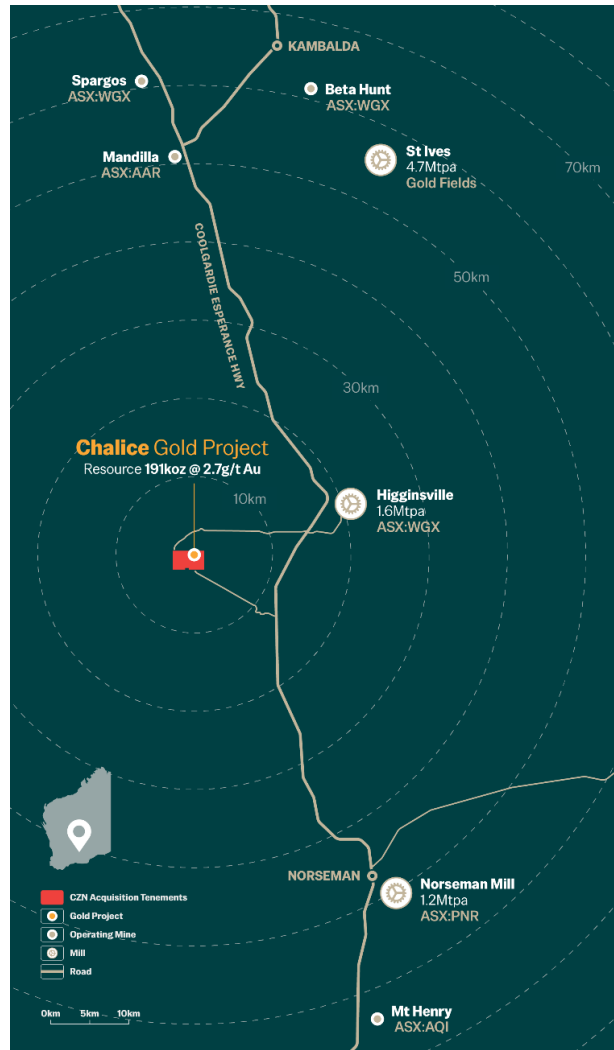 KAMBALDA
Spargos
ASX:WGX
Beta Hunt
ASX:WGX
Mandilla
ASX:AAR
St Ives
4.7Mtpa
Gold Fields
70km
COOLGARDIE ESPERANCE HWY
50km
30km
Chalice Gold Project
Resource 191koz @ 2.7g/t Au
10km
Higginsville
1.6Mtpa
ASX:WGX
NORSEMAN
Norseman Mill
1.2Mtpa
ASX:PNR
CZN Acquisition Tenements
Gold Project
Operating Mine
Mill
Road
0km 5km 10km
Mt Henry
ASX:AQI